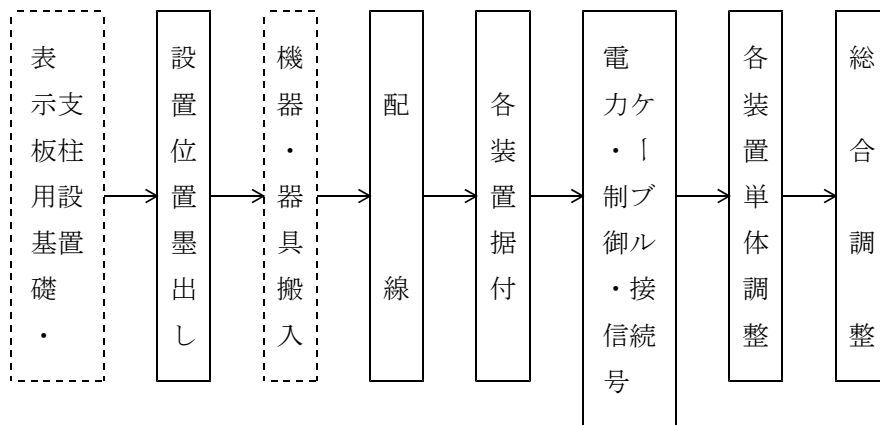 表示板用基礎・
支柱設置
設置位置墨出し
機器・器具搬入
配線
各装置据付
電力・制御・信号
ケーブル接続
各装置単体調整
総合調整